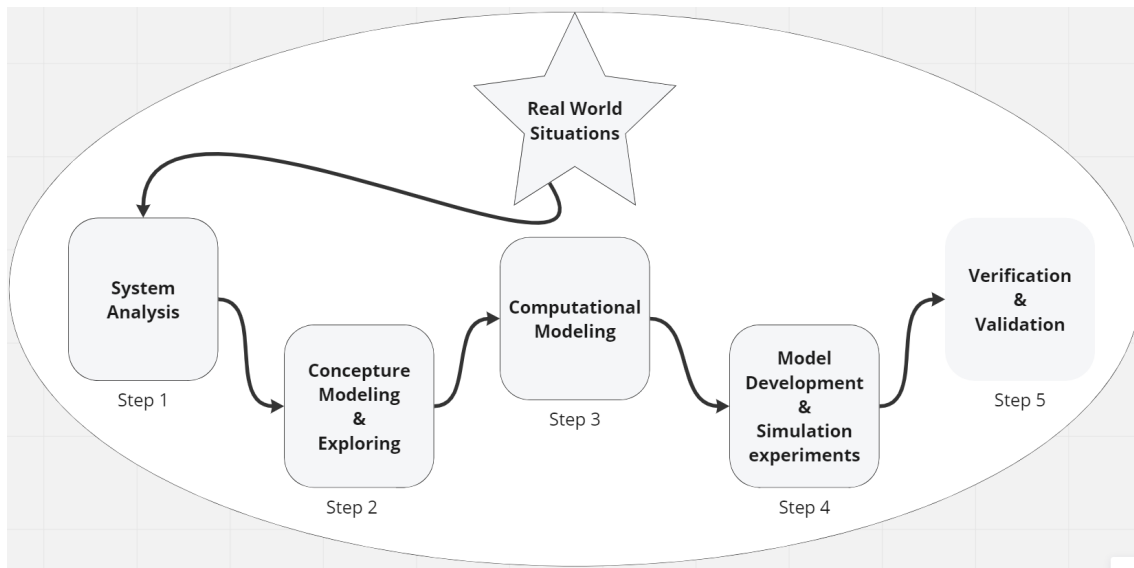 Real World
Situations
System
Analysis
Step 1
Concepture
Modeling
&
Exploring
Step 2
Computational
Modeling
Step 3
Model
Development
&
Simulation
experiments
Step 4
Verification
&
Validation
Step 5